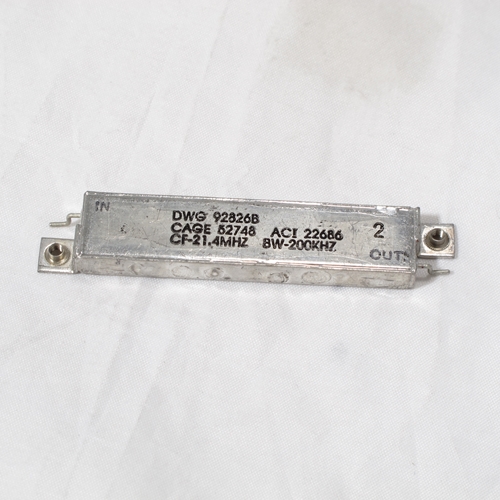 IN
DWG 92826B
CAGE 52748 ACI 22686 2
CF-21.4MHZ BW-200KHZ OUT